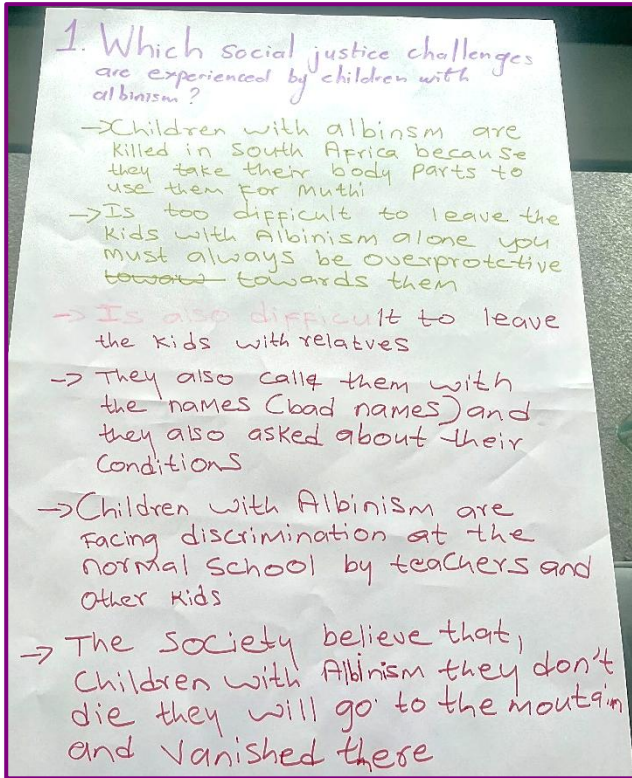 1. Which social justice challenges
are experienced by children with
albinism?
→ Children with albinsm are
killed in South Africa because
they take their body parts to
use them for muthi
→ Is too difficult to leave the
kids with Albinism alone you
must always be overprotctive
towaw towards them
→ Is also difficult to leave
the kids with relatves
→ They also call them with
the names (bad names) and
they also asked about their
conditions
→ Children with Albinism are
facing discrimination at the
normal school by teachers and
other kids
→ The society believe that,
Children with Albinism they don't
die they will go to the moutain
and vanished there